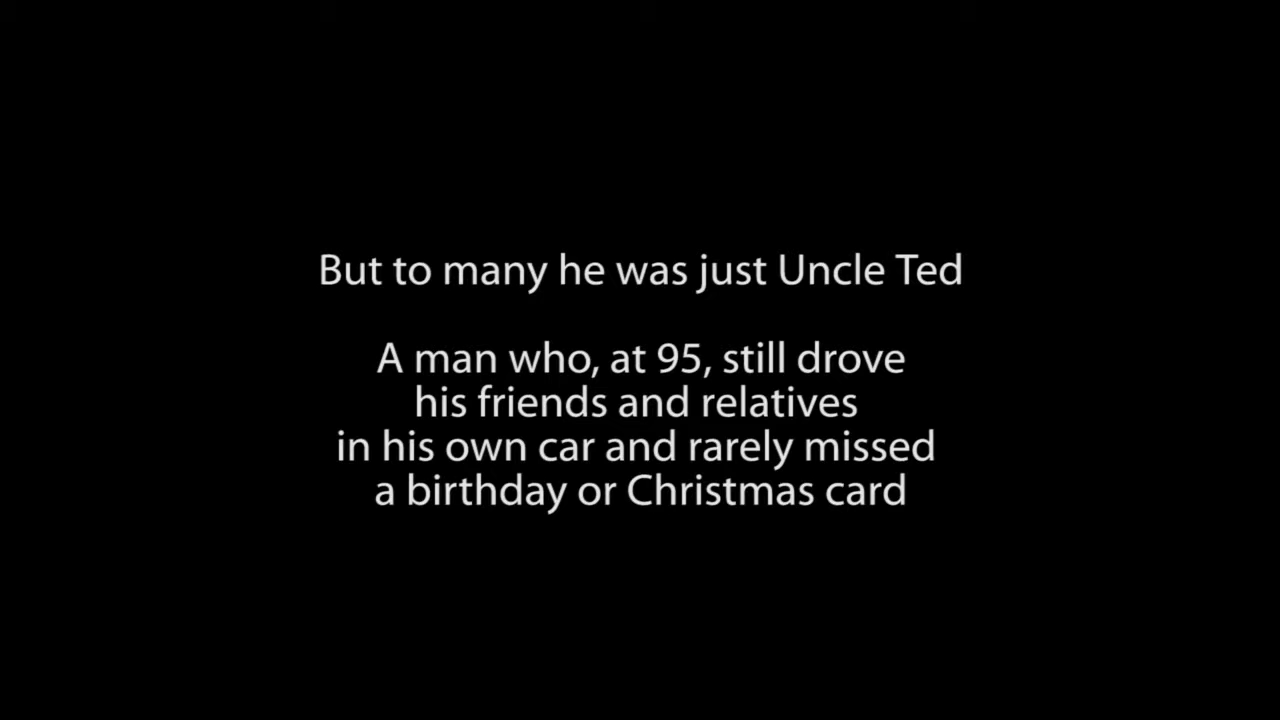 But to many he was just Uncle Ted
A man who, at 95, still drove
his friends and relatives
in his own car and rarely missed
a birthday or Christmas card